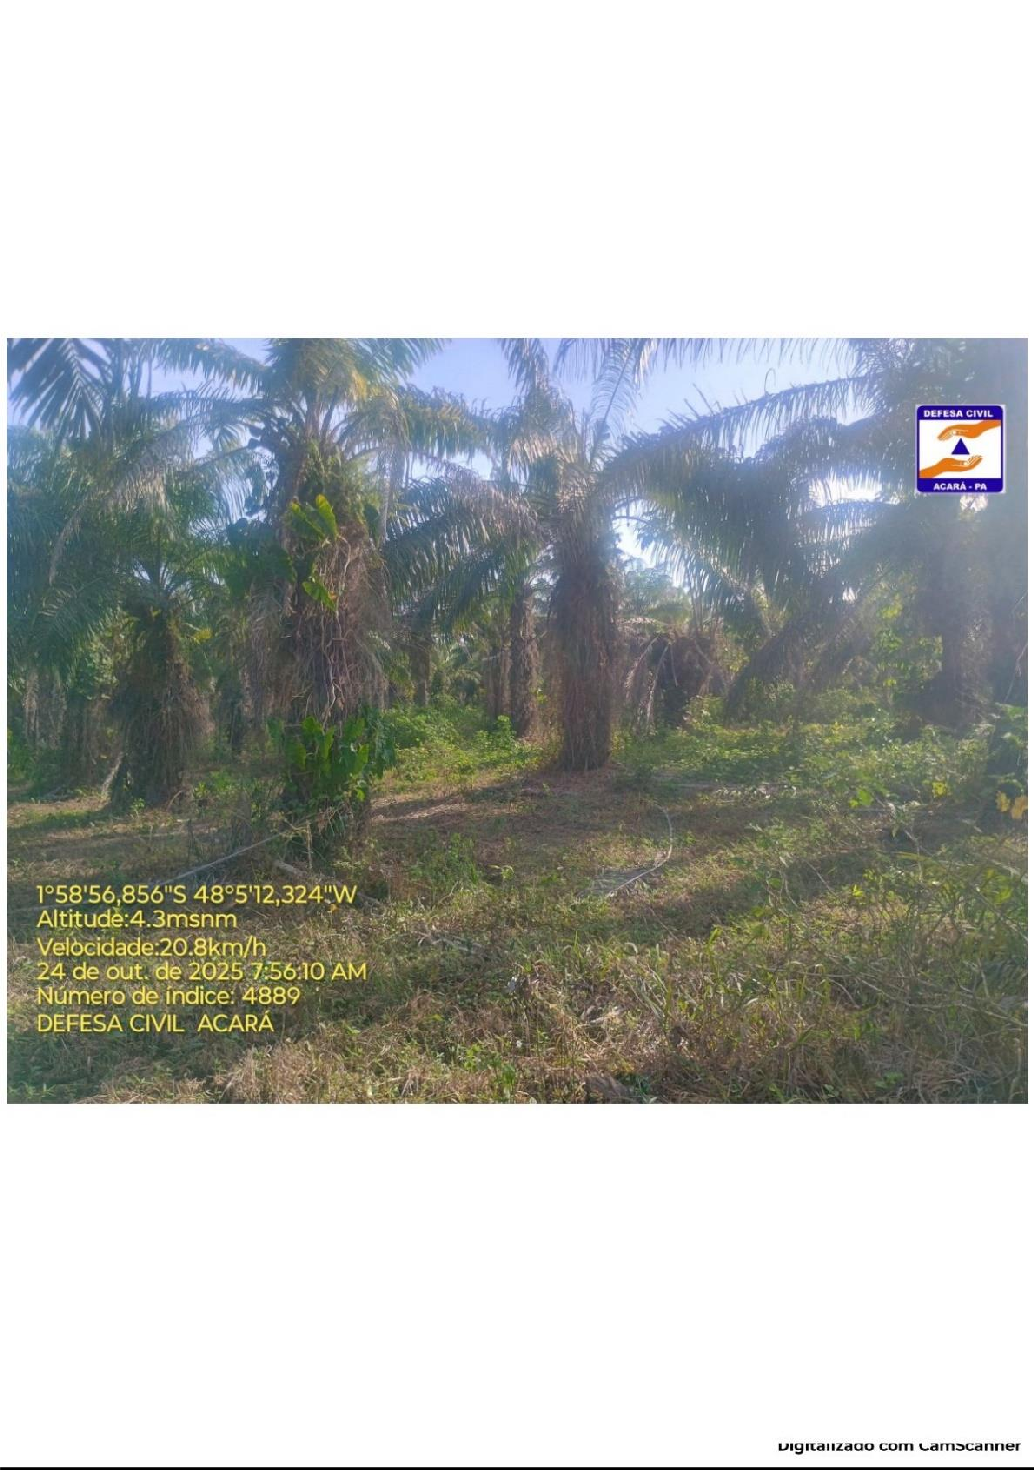 DEFESA CIVIL
ACARÁ - PA
1°58'56,856"S 48°5'12,324"W
Altitude:4.3msnm
Velocidade:20.8km/h
24 de out. de 2025 7:56:10 AM
Número de índice: 4889
DEFESA CIVIL ACARÁ
Digitalizado com CamScanner